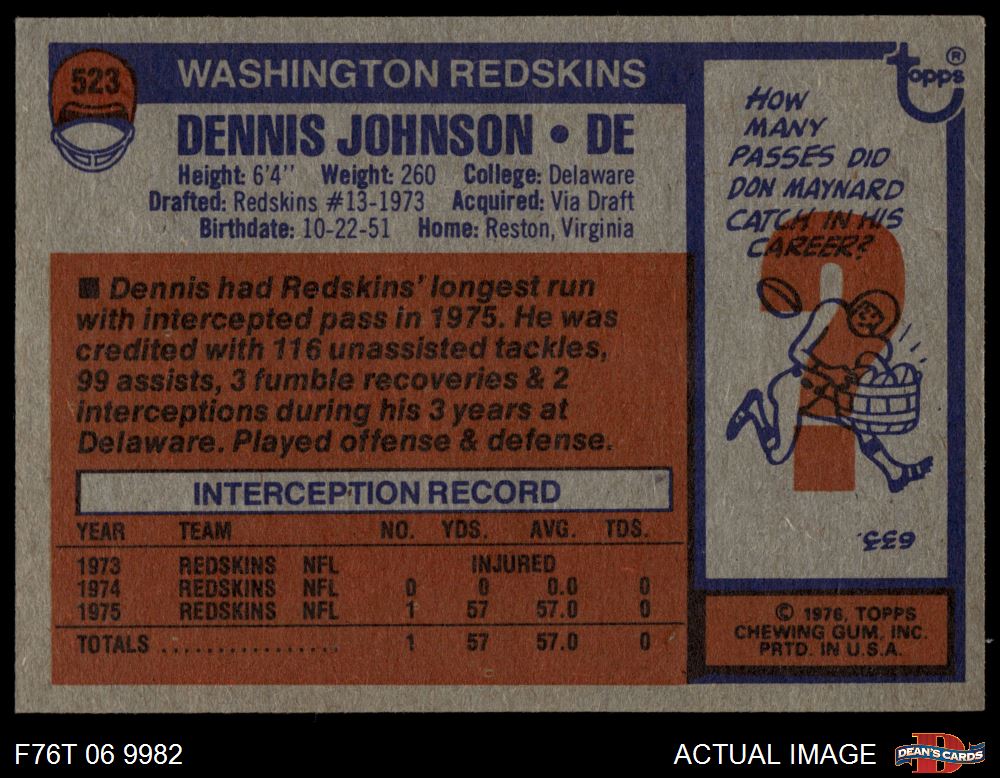 523
WASHINGTON REDSKINS
DENNIS JOHNSON • DE
Height: 6'4'' Weight: 260 College: Delaware
Drafted: Redskins #13-1973 Acquired: Via Draft
Birthdate: 10-22-51 Home: Reston, Virginia
■ Dennis had Redskins' longest run
with intercepted pass in 1975. He was
credited with 116 unassisted tackles,
99 assists, 3 fumble recoveries & 2
interceptions during his 3 years at
Delaware. Played offense & defense.
INTERCEPTION RECORD
YEAR TEAM NO. YDS. AVG. TDS.
1973 REDSKINS NFL INJURED
1974 REDSKINS NFL 0 0 0.0 0
1975 REDSKINS NFL 1 57 57.0 0
TOTALS ................ 1 57 57.0 0
topps ®
HOW
MANY
PASSES DID
DON MAYNARD
CATCH IN HIS
CAREER?
?
633.
© 1976, TOPPS
CHEWING GUM, INC.
PRTD. IN U.S.A.
F76T 06 9982
ACTUAL IMAGE
DEAN'S CARDS